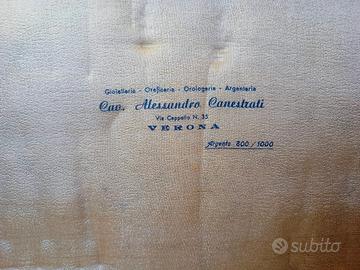 Gioielleria - Oreficeria - Orologeria - Argenteria
Cav. Alessandro Canestrati
Via Cappello N. 35
VERONA
Argento 800/1000
subito